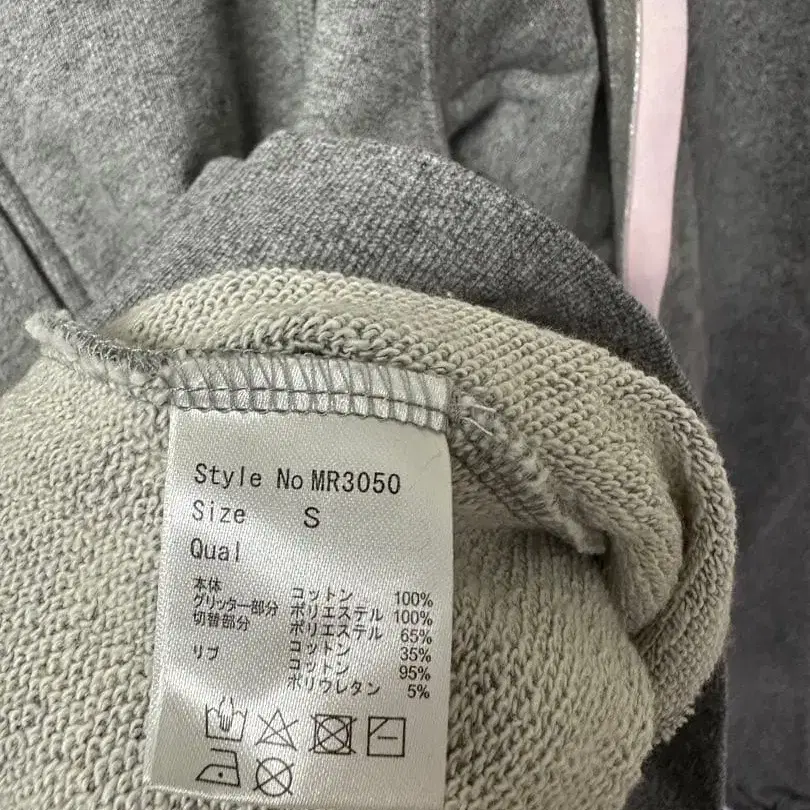 Style No MR3050
Size S
Qual
本体 コットン 100%
グリッター部分 ポリエステル 100%
切替部分 ポリエステル 65%
コットン 35%
リブ コットン 95%
ポリウレタン 5%